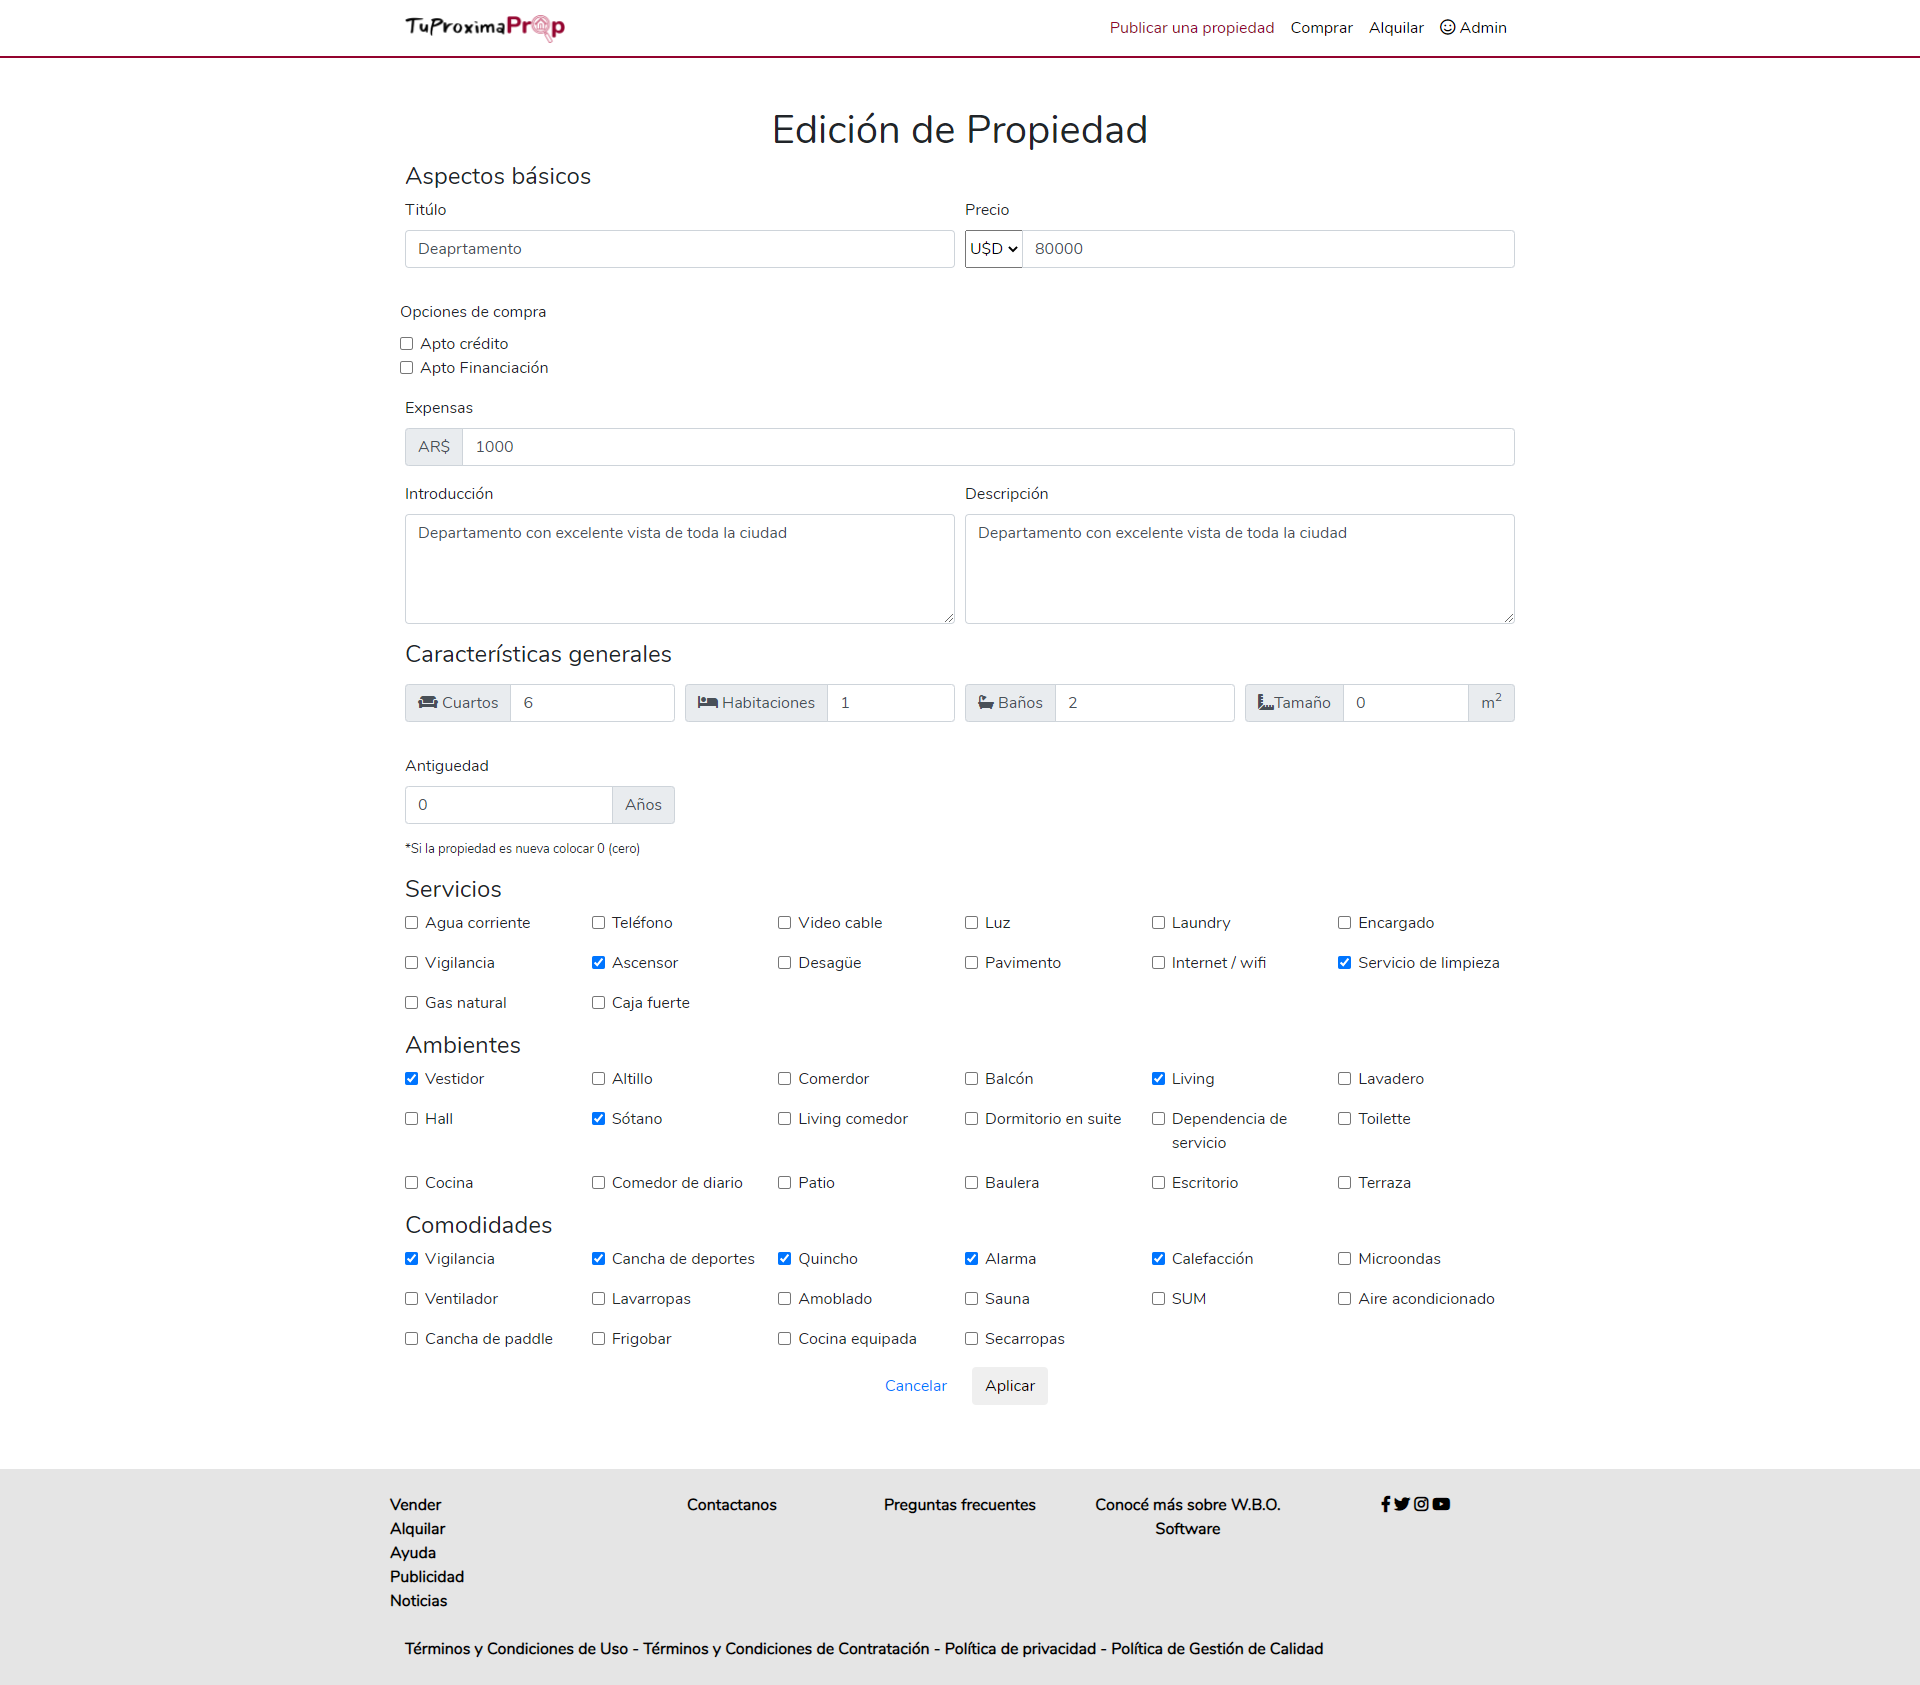 TuProximaProp
Publicar una propiedad Comprar Alquilar Admin
Edición de Propiedad
Aspectos básicos
Titúlo Precio
Deaprtamento U$D 80000
Opciones de compra
Apto crédito
Apto Financiación
Expensas
AR$ 1000
Introducción Descripción
Departamento con excelente vista de toda la ciudad Departamento con excelente vista de toda la ciudad
Características generales
Cuartos 6 Habitaciones 1 Baños 2 Tamaño 0 m²
Antiguedad
0 Años
*Si la propiedad es nueva colocar 0 (cero)
Servicios
Agua corriente Teléfono Video cable Luz Laundry Encargado
Vigilancia Ascensor Desagüe Pavimento Internet / wifi Servicio de limpieza
Gas natural Caja fuerte
Ambientes
Vestidor Altillo Comerdor Balcón Living Lavadero
Hall Sótano Living comedor Dormitorio en suite Dependencia de servicio Toilette
Cocina Comedor de diario Patio Baulera Escritorio Terraza
Comodidades
Vigilancia Cancha de deportes Quincho Alarma Calefacción Microondas
Ventilador Lavarropas Amoblado Sauna SUM Aire acondicionado
Cancha de paddle Frigobar Cocina equipada Secarropas
Cancelar Aplicar
Vender Contactanos Preguntas frecuentes Conocé más sobre W.B.O.
Alquilar Software
Ayuda
Publicidad
Noticias
Términos y Condiciones de Uso - Términos y Condiciones de Contratación - Política de privacidad - Política de Gestión de Calidad